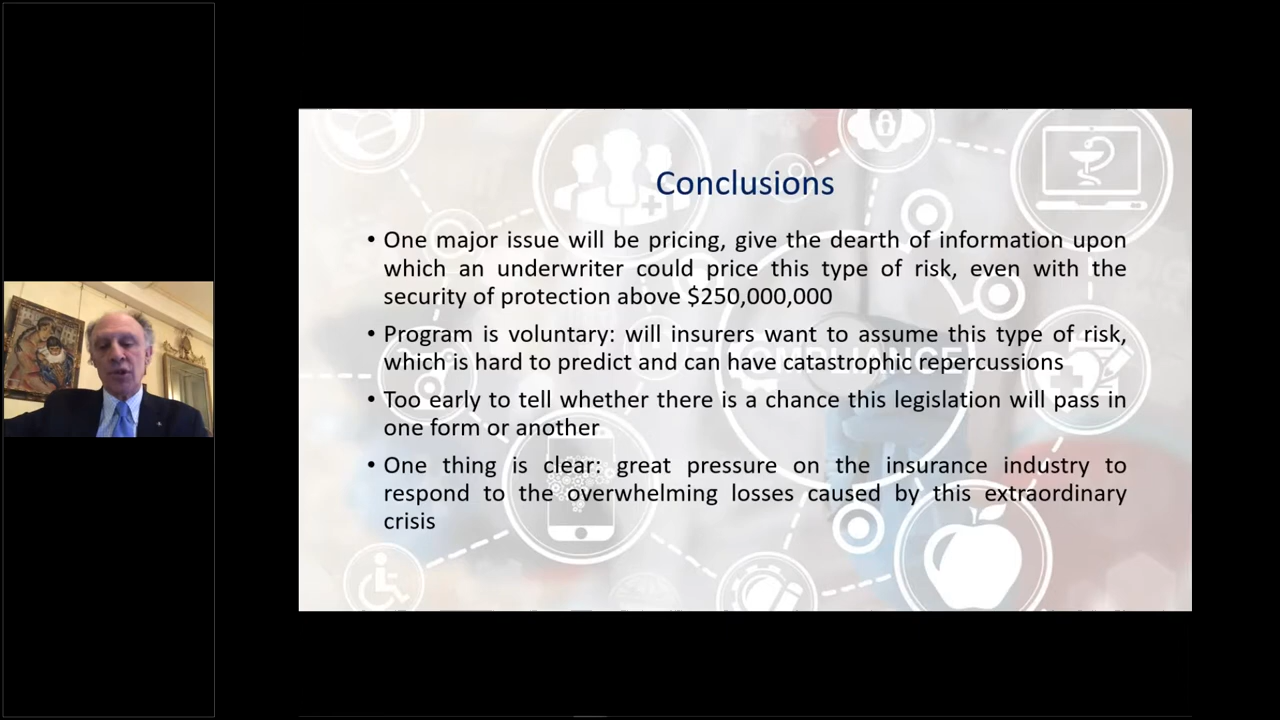 Conclusions
• One major issue will be pricing, give the dearth of information upon
which an underwriter could price this type of risk, even with the
security of protection above $250,000,000
• Program is voluntary: will insurers want to assume this type of risk,
which is hard to predict and can have catastrophic repercussions
• Too early to tell whether there is a chance this legislation will pass in
one form or another
• One thing is clear: great pressure on the insurance industry to
respond to the overwhelming losses caused by this extraordinary
crisis